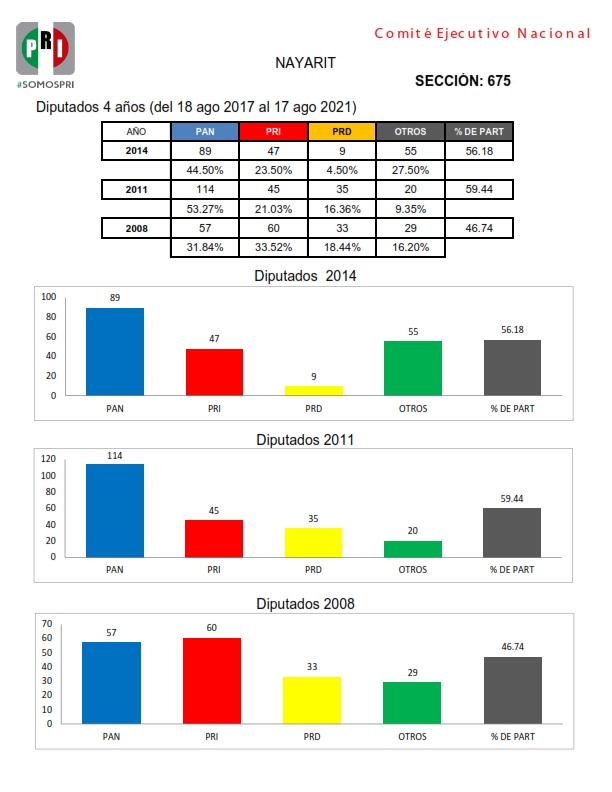 Comité Ejecutivo Nacional
PRI
#SOMOSPRI
NAYARIT
SECCIÓN: 675
Diputados 4 años (del 18 ago 2017 al 17 ago 2021)
AÑO PAN PRI PRD OTROS % DE PART
2014 89 47 9 55 56.18
44.50% 23.50% 4.50% 27.50%
2011 114 45 35 20 59.44
53.27% 21.03% 16.36% 9.35%
2008 57 60 33 29 46.74
31.84% 33.52% 18.44% 16.20%
Diputados 2014
100
80
60
40
20
0
89
47
9
55
56.18
PAN PRI PRD OTROS % DE PART
Diputados 2011
120
100
80
60
40
20
0
114
45
35
20
59.44
PAN PRI PRD OTROS % DE PART
Diputados 2008
70
60
50
40
30
20
10
0
57
60
33
29
46.74
PAN PRI PRD OTROS % DE PART